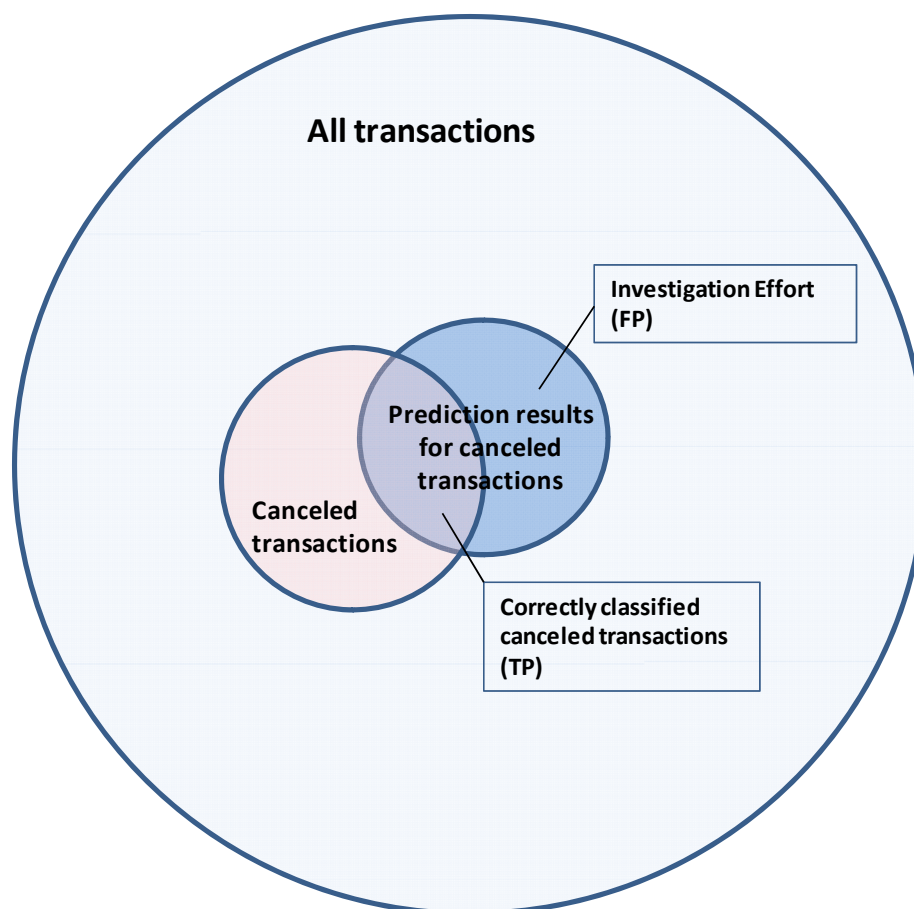 All transactions
Investigation Effort
(FP)
Prediction results
for canceled
transactions
Canceled
transactions
Correctly classified
canceled transactions
(TP)